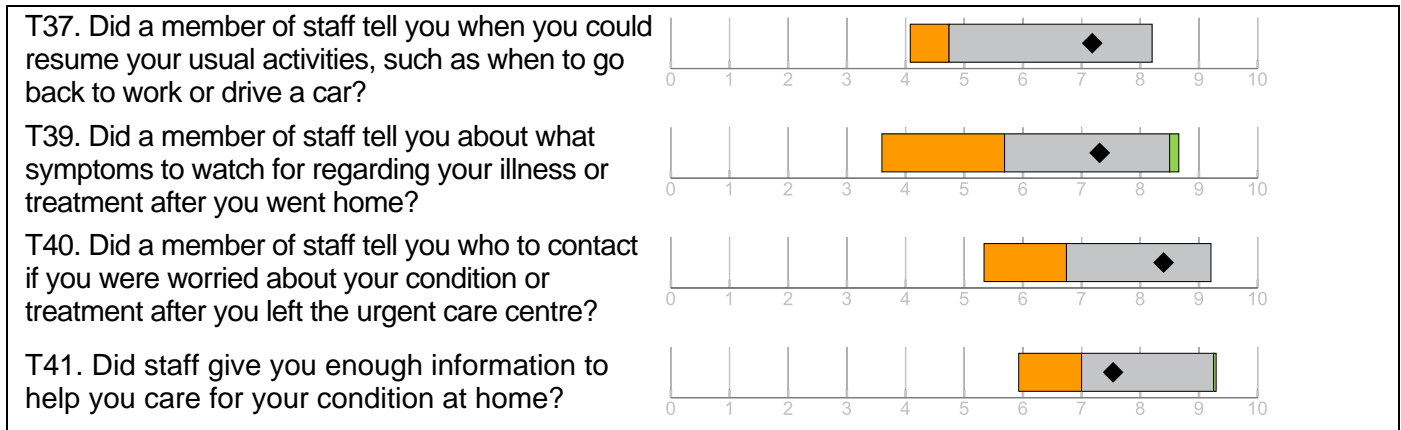 T37. Did a member of staff tell you when you could
resume your usual activities, such as when to go
back to work or drive a car?
0 1 2 3 4 5 6 7 8 9 10
T39. Did a member of staff tell you about what
symptoms to watch for regarding your illness or
treatment after you went home?
0 1 2 3 4 5 6 7 8 9 10
T40. Did a member of staff tell you who to contact
if you were worried about your condition or
treatment after you left the urgent care centre?
0 1 2 3 4 5 6 7 8 9 10
T41. Did staff give you enough information to
help you care for your condition at home?
0 1 2 3 4 5 6 7 8 9 10